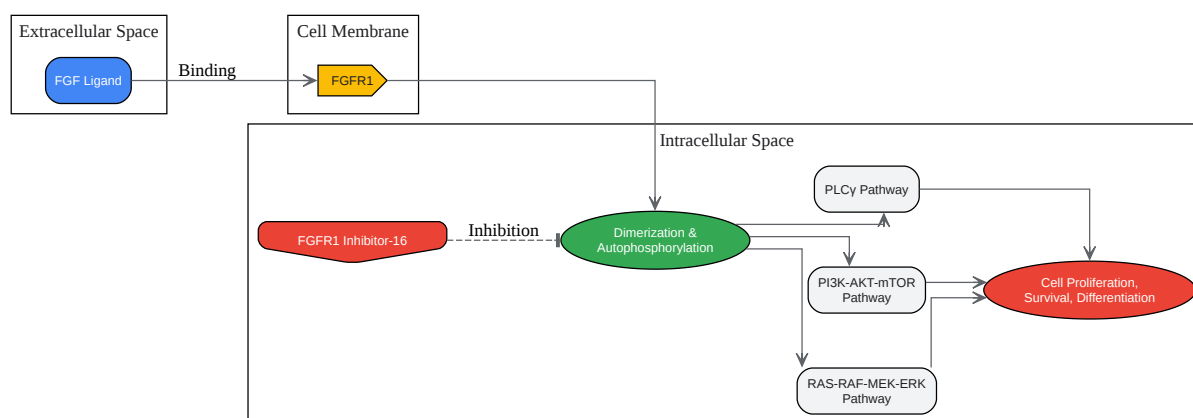 Extracellular Space
FGF Ligand
Binding
Cell Membrane
FGFR1
Intracellular Space
FGFR1 Inhibitor-16
Inhibition
Dimerization &
Autophosphorylation
PLCγ Pathway
PI3K-AKT-mTOR
Pathway
RAS-RAF-MEK-ERK
Pathway
Cell Proliferation,
Survival, Differentiation